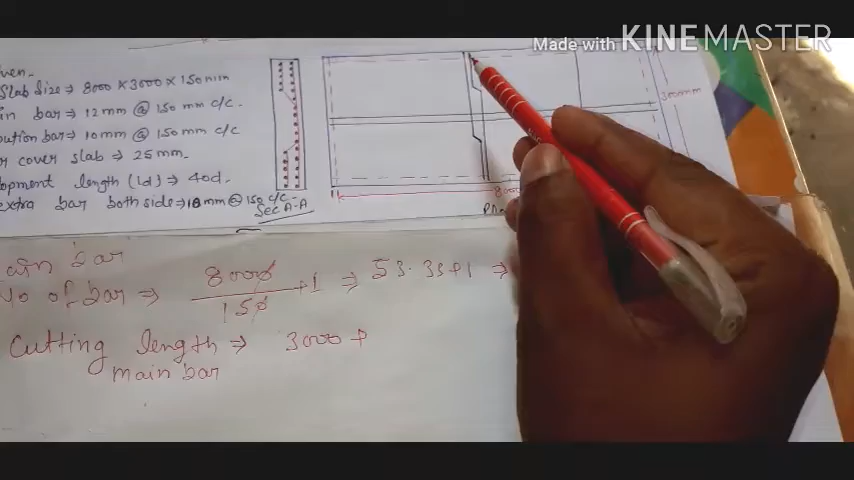 Made with KINEMASTER
ven.
Slab Size ⇒ 8000 X 3000 X 150 mm
in bar ⇒ 12 mm @ 150 mm c/c.
bution bar ⇒ 10 mm @ 150 mm c/c
r cover slab ⇒ 25 mm.
lopment length (Ld) ⇒ 40d.
extra bar both side ⇒ 10 mm @ 150 c/c
Sec A-A
3000mm
8000
ain bar
No of bar ⇒ 8000/150 +1 ⇒ 53.33+1 ⇒
Cutting length ⇒ 3000 +
main bar